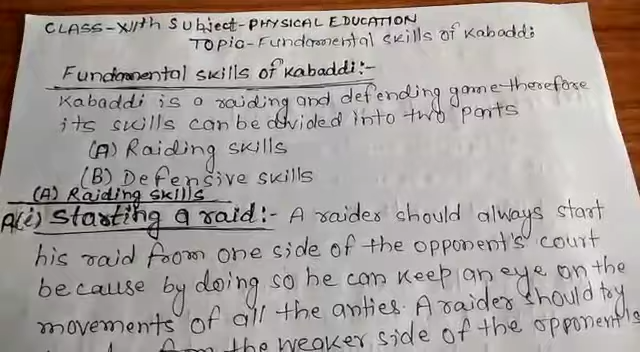 CLASS-XIIth Subject-PHYSICAL EDUCATION
TOPIC-Fundamental skills of Kabaddi
Fundamental skills of kabaddi:-
Kabaddi is a raiding and defending game therefore
its skills can be divided into two parts
(A) Raiding skills
(B) Defensive skills
(A) Raiding skills
A(i) Starting a raid:- A raider should always start
his raid from one side of the opponent's court
because by doing so he can keep an eye on the
movements of all the anties. A raider should try
the weaker side of the opponent's